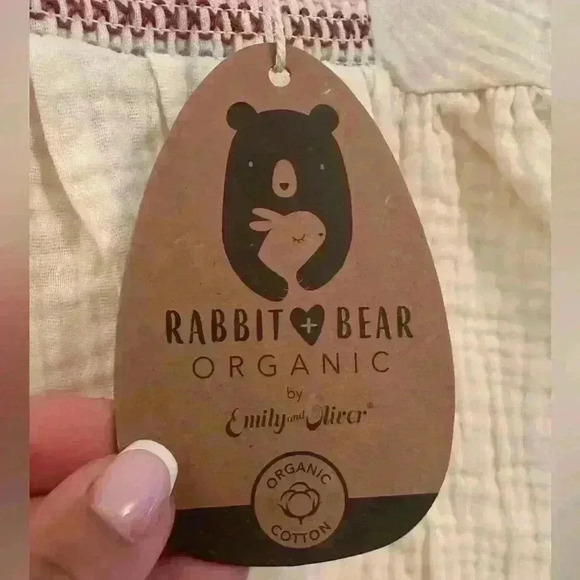 RABBIT + BEAR
ORGANIC
by
Emily and Oliver®
ORGANIC
COTTON